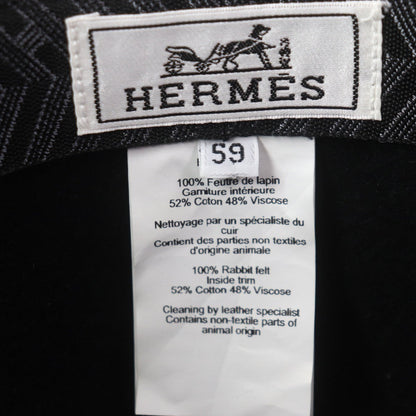 HERMÈS
59
100% Feutre de lapin
Garniture intérieure
52% Coton 48% Viscose
Nettoyage par un spécialiste du
cuir
Contient des parties non textiles
d'origine animale
100% Rabbit felt
Inside trim
52% Cotton 48% Viscose
Cleaning by leather specialist
Contains non-textile parts of
animal origin